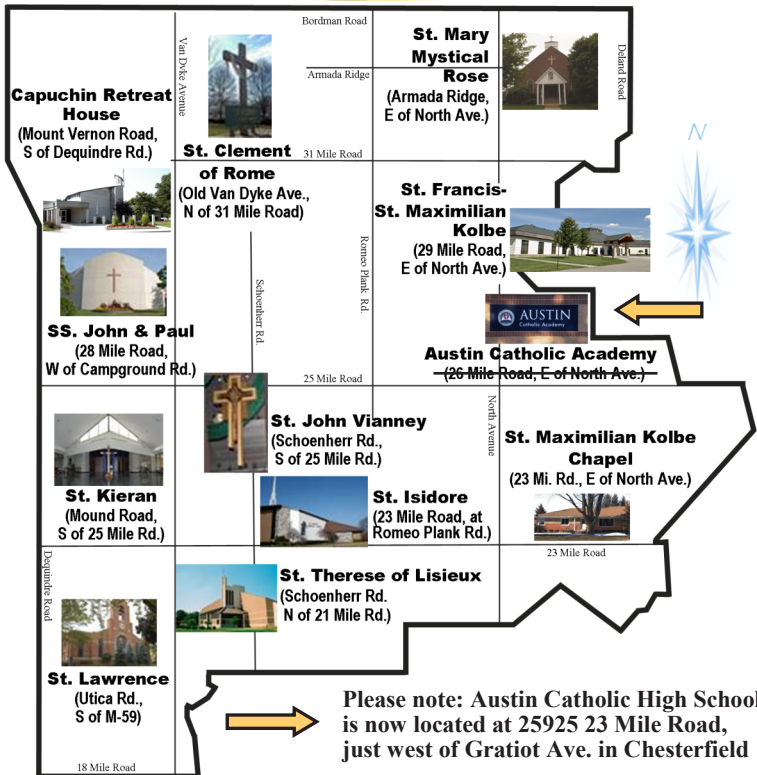 Bordman Road
Van Dyke Avenue
St. Mary
Mystical
Rose
(Armada Ridge,
E of North Ave.)
Deland Road
Armada Ridge
Capuchin Retreat
House
(Mount Vernon Road,
S of Dequindre Rd.)
St. Clement
of Rome
(Old Van Dyke Ave.,
N of 31 Mile Road)
31 Mile Road
N
St. Francis-
St. Maximilian
Kolbe
(29 Mile Road,
E of North Ave.)
Romeo Plank Rd.
Schoenherr Rd.
AUSTIN
Catholic Academy
SS. John & Paul
(28 Mile Road,
W of Campground Rd.)
Austin Catholic Academy
(26 Mile Road, E of North Ave.)
25 Mile Road
North Avenue
St. John Vianney
(Schoenherr Rd.,
S of 25 Mile Rd.)
St. Maximilian Kolbe
Chapel
(23 Mi. Rd., E of North Ave.)
St. Kieran
(Mound Road,
S of 25 Mile Rd.)
St. Isidore
(23 Mile Road, at
Romeo Plank Rd.)
23 Mile Road
Dequindre Road
St. Therese of Lisieux
(Schoenherr Rd.
N of 21 Mile Rd.)
St. Lawrence
(Utica Rd.,
S of M-59)
Please note: Austin Catholic High School
is now located at 25925 23 Mile Road,
just west of Gratiot Ave. in Chesterfield
18 Mile Road